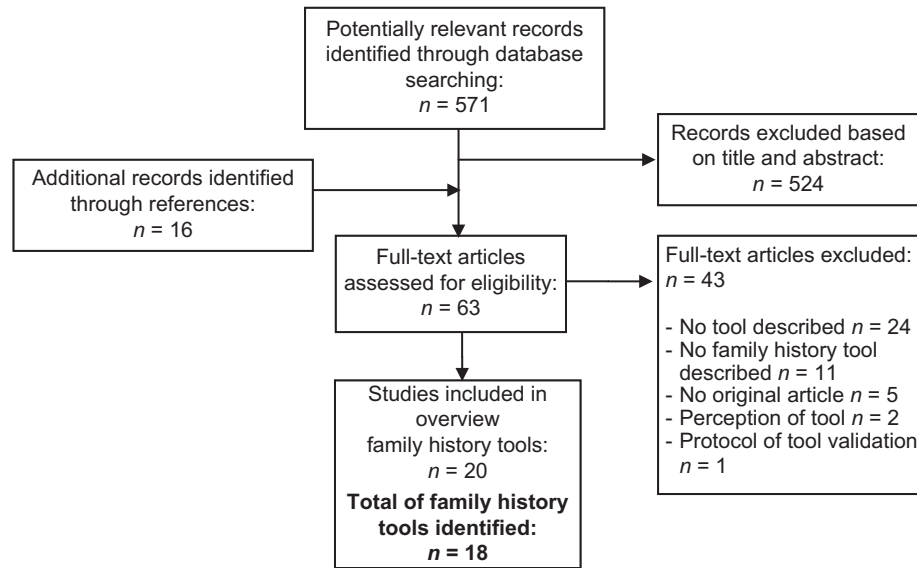 Potentially relevant records
identified through database
searching:
n = 571
Records excluded based
on title and abstract:
n = 524
Additional records identified
through references:
n = 16
Full-text articles
assessed for eligibility:
n = 63
Full-text articles excluded:
n = 43
- No tool described n = 24
- No family history tool
described n = 11
- No original article n = 5
- Perception of tool n = 2
- Protocol of tool validation
n = 1
Studies included in
overview
family history tools:
n = 20
Total of family history
tools identified:
n = 18